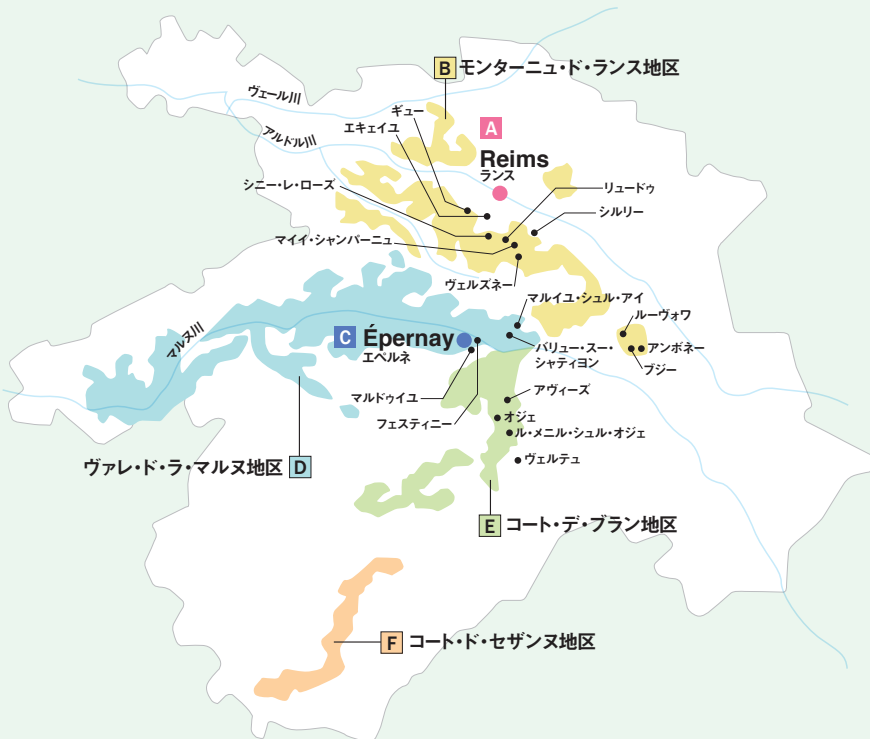 B モンターニュ・ド・ランス地区
ヴェール川
ギュー
アルドル川
エキェイユ
A
Reims
ランス
シニー・レ・ローズ
リュードゥ
シルリー
マイイ・シャンパーニュ
ヴェルズネー
マルイユ・シュル・アイ
ルーヴォワ
マルヌ川
C Épernay
エペルネ
バリュー・スー・
シャティヨン
アンボネー
ブジー
マルドゥイユ
アヴィーズ
フェスティニー
オジェ
ル・メニル・シュル・オジェ
ヴェルテュ
ヴァレ・ド・ラ・マルヌ地区 D
E コート・デ・ブラン地区
F コート・ド・セザンヌ地区